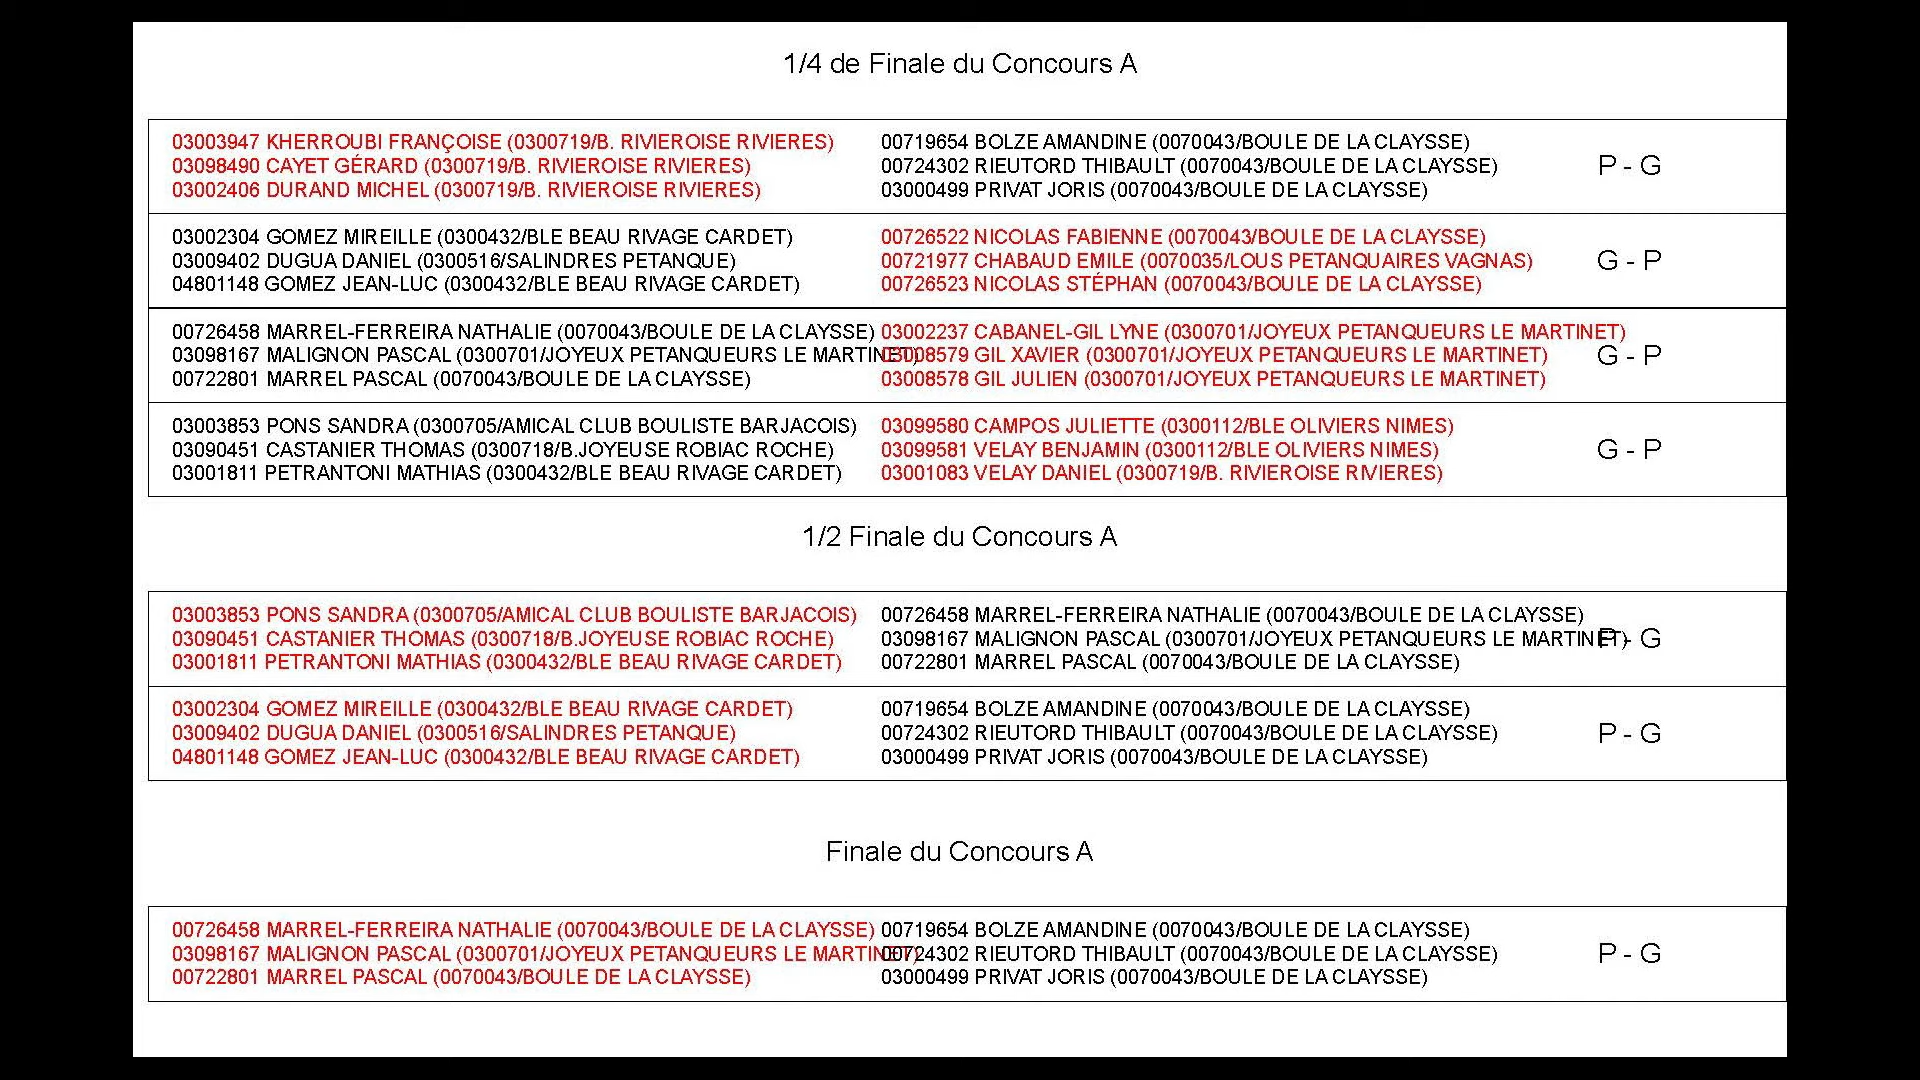 1/4 de Finale du Concours A
03003947 KHERROUBI FRANÇOISE (0300719/B. RIVIEROISE RIVIERES) 00719654 BOLZE AMANDINE (0070043/BOULE DE LA CLAYSSE)
03098490 CAYET GÉRARD (0300719/B. RIVIEROISE RIVIERES) 00724302 RIEUTORD THIBAULT (0070043/BOULE DE LA CLAYSSE) P - G
03002406 DURAND MICHEL (0300719/B. RIVIEROISE RIVIERES) 03000499 PRIVAT JORIS (0070043/BOULE DE LA CLAYSSE)
03002304 GOMEZ MIREILLE (0300432/BLE BEAU RIVAGE CARDET) 00726522 NICOLAS FABIENNE (0070043/BOULE DE LA CLAYSSE)
03009402 DUGUA DANIEL (0300516/SALINDRES PETANQUE) 00721977 CHABAUD EMILE (0070035/LOUS PETANQUAIRES VAGNAS) G - P
04801148 GOMEZ JEAN-LUC (0300432/BLE BEAU RIVAGE CARDET) 00726523 NICOLAS STÉPHAN (0070043/BOULE DE LA CLAYSSE)
00726458 MARREL-FERREIRA NATHALIE (0070043/BOULE DE LA CLAYSSE) 03002237 CABANEL-GIL LYNE (0300701/JOYEUX PETANQUEURS LE MARTINET)
03098167 MALIGNON PASCAL (0300701/JOYEUX PETANQUEURS LE MARTINET) 03008579 GIL XAVIER (0300701/JOYEUX PETANQUEURS LE MARTINET) G - P
00722801 MARREL PASCAL (0070043/BOULE DE LA CLAYSSE) 03008578 GIL JULIEN (0300701/JOYEUX PETANQUEURS LE MARTINET)
03003853 PONS SANDRA (0300705/AMICAL CLUB BOULISTE BARJACOIS) 03099580 CAMPOS JULIETTE (0300112/BLE OLIVIERS NIMES)
03090451 CASTANIER THOMAS (0300718/B.JOYEUSE ROBIAC ROCHE) 03099581 VELAY BENJAMIN (0300112/BLE OLIVIERS NIMES) G - P
03001811 PETRANTONI MATHIAS (0300432/BLE BEAU RIVAGE CARDET) 03001083 VELAY DANIEL (0300719/B. RIVIEROISE RIVIERES)
1/2 Finale du Concours A
03003853 PONS SANDRA (0300705/AMICAL CLUB BOULISTE BARJACOIS) 00726458 MARREL-FERREIRA NATHALIE (0070043/BOULE DE LA CLAYSSE)
03090451 CASTANIER THOMAS (0300718/B.JOYEUSE ROBIAC ROCHE) 03098167 MALIGNON PASCAL (0300701/JOYEUX PETANQUEURS LE MARTINET) P - G
03001811 PETRANTONI MATHIAS (0300432/BLE BEAU RIVAGE CARDET) 00722801 MARREL PASCAL (0070043/BOULE DE LA CLAYSSE)
03002304 GOMEZ MIREILLE (0300432/BLE BEAU RIVAGE CARDET) 00719654 BOLZE AMANDINE (0070043/BOULE DE LA CLAYSSE)
03009402 DUGUA DANIEL (0300516/SALINDRES PETANQUE) 00724302 RIEUTORD THIBAULT (0070043/BOULE DE LA CLAYSSE) P - G
04801148 GOMEZ JEAN-LUC (0300432/BLE BEAU RIVAGE CARDET) 03000499 PRIVAT JORIS (0070043/BOULE DE LA CLAYSSE)
Finale du Concours A
00726458 MARREL-FERREIRA NATHALIE (0070043/BOULE DE LA CLAYSSE) 00719654 BOLZE AMANDINE (0070043/BOULE DE LA CLAYSSE)
03098167 MALIGNON PASCAL (0300701/JOYEUX PETANQUEURS LE MARTINET) 00724302 RIEUTORD THIBAULT (0070043/BOULE DE LA CLAYSSE) P - G
00722801 MARREL PASCAL (0070043/BOULE DE LA CLAYSSE) 03000499 PRIVAT JORIS (0070043/BOULE DE LA CLAYSSE)